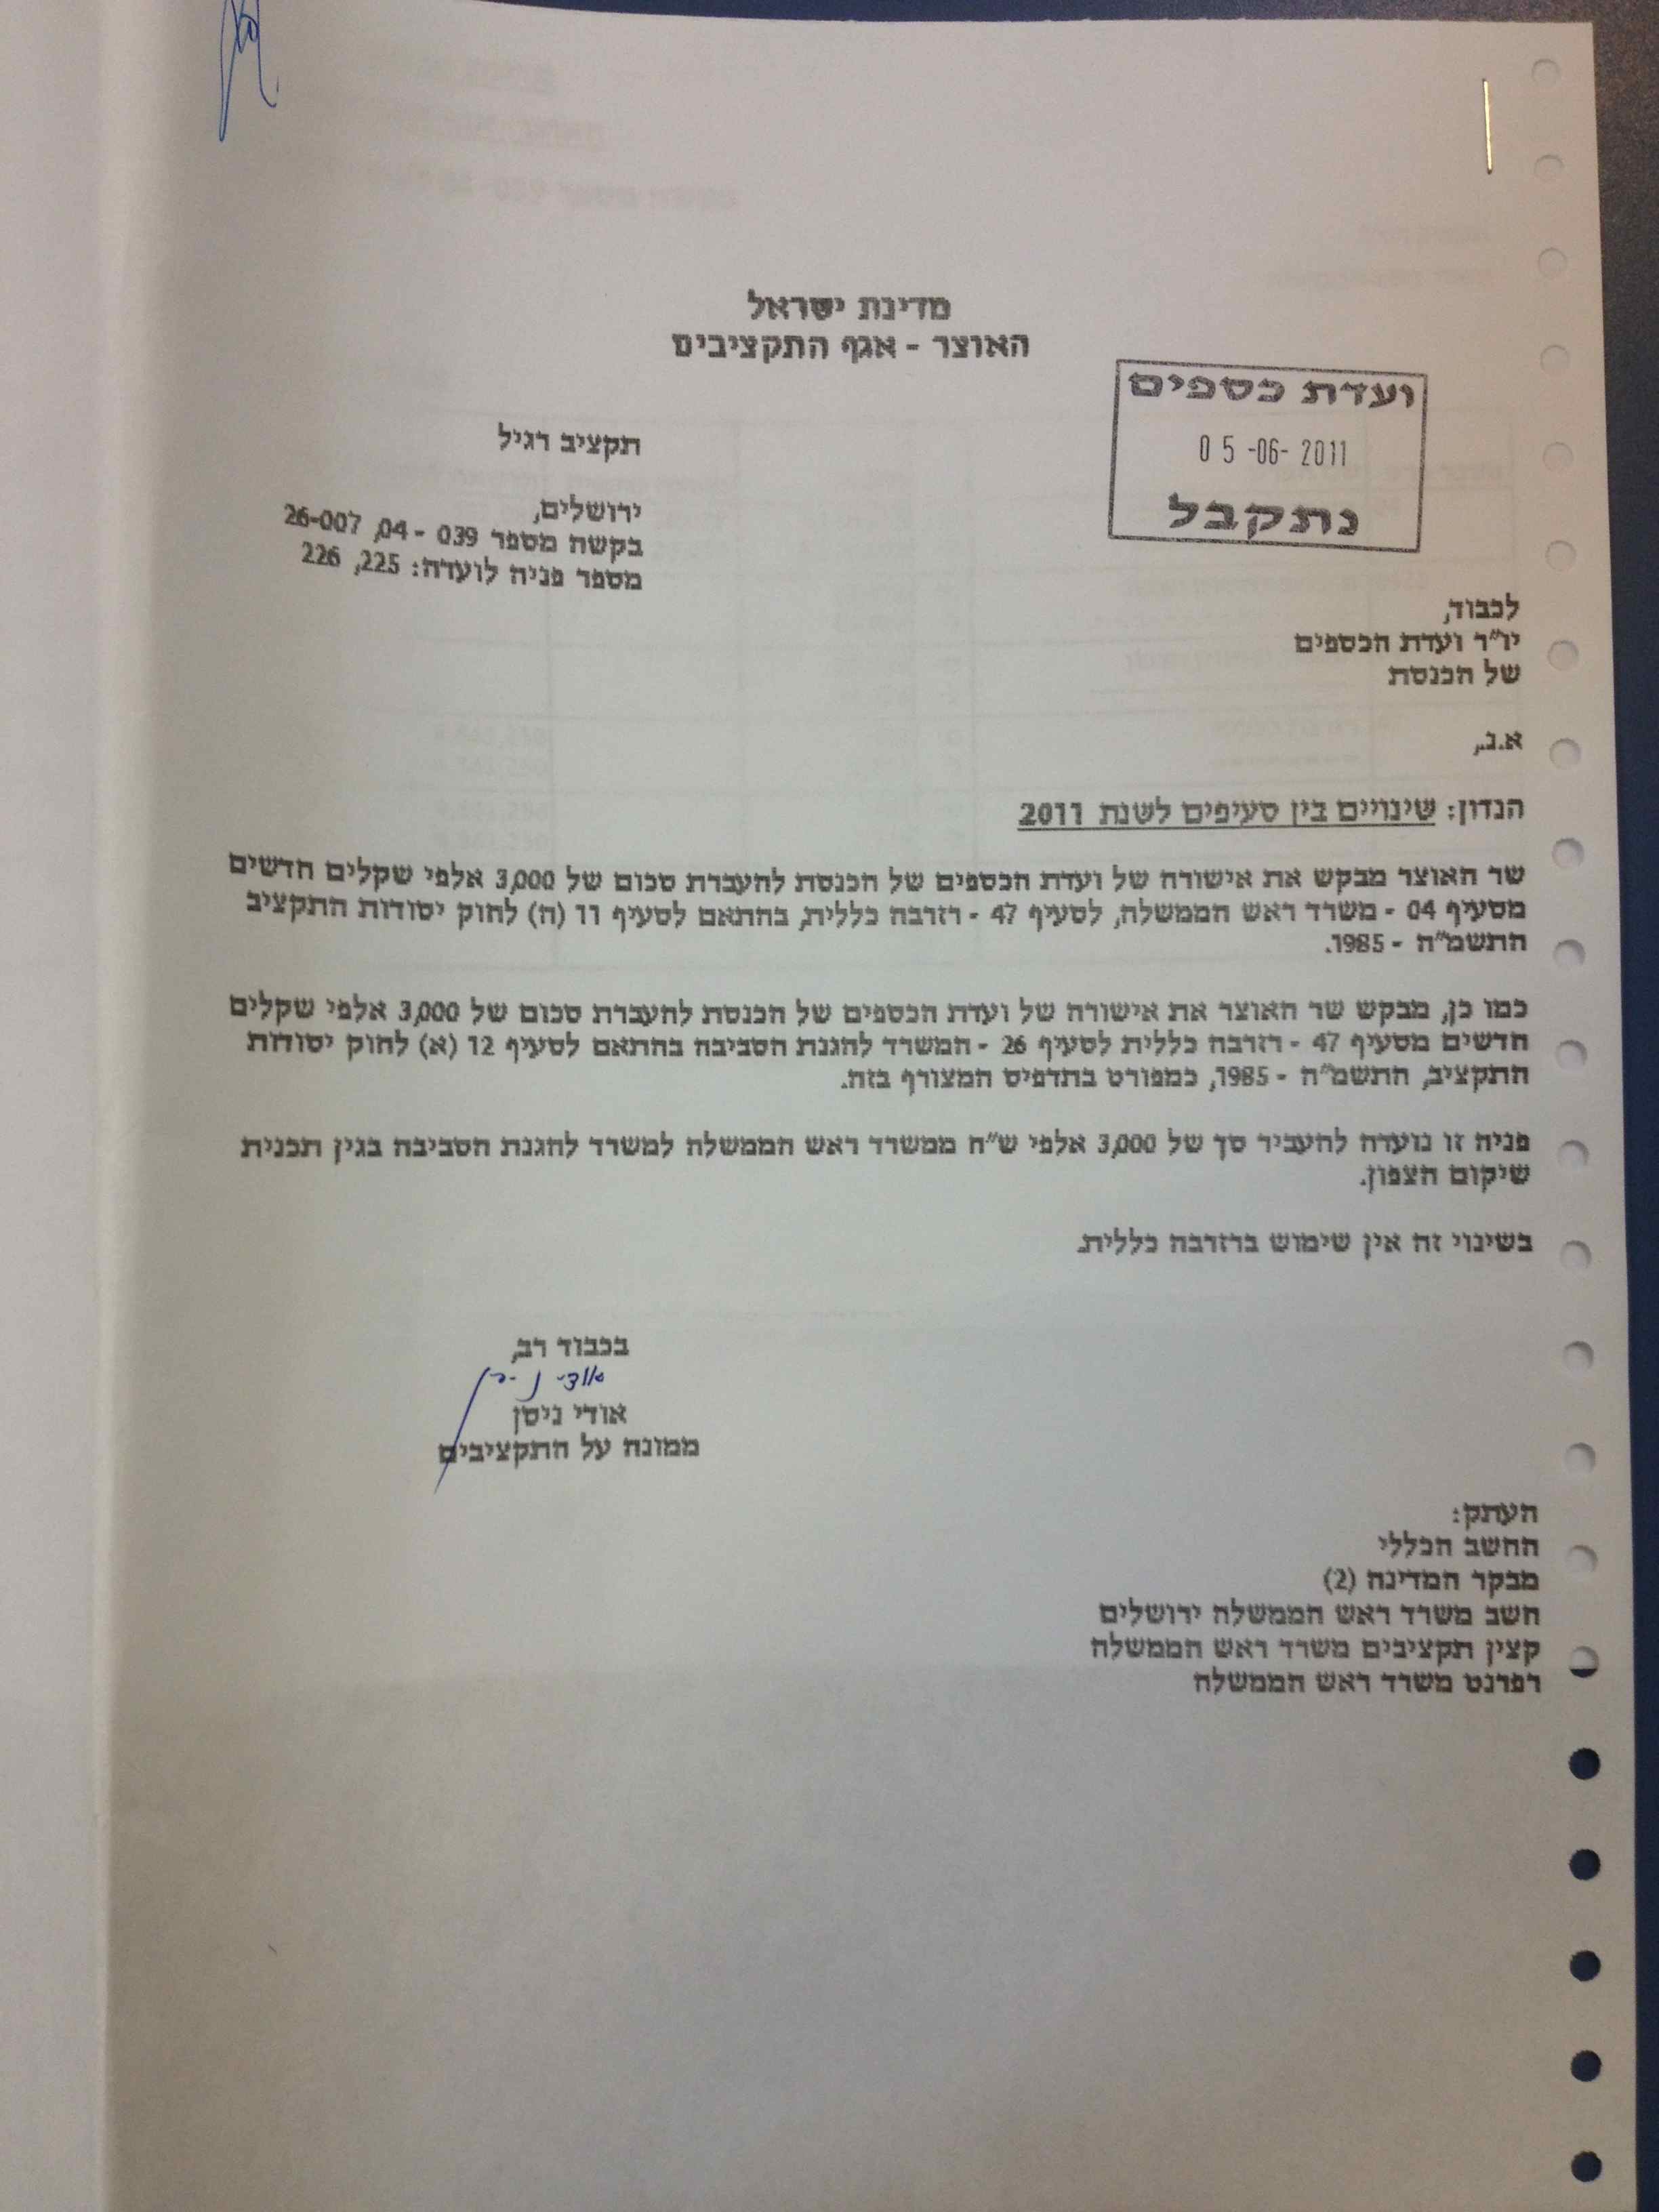 מדינת ישראל
האוצר - אגף התקציבים
ועדת כספים
05-06-2011
נתקבל
תקציב רגיל
ירושלים,
בקשה מספר 039 - 04, 26-007
מספר פניה לועדה: 225, 226
לכבוד,
יו"ר ועדת הכספים
של הכנסת
א.נ.,
הנדון: שינויים בין סעיפים לשנת 2011
שר האוצר מבקש את אישורה של ועדת הכספים של הכנסת להעברת סכום של 3,000 אלפי שקלים חדשים
מסעיף 04 - משרד ראש הממשלה, לסעיף 47 - רזרבה כללית, בהתאם לסעיף 11 (ה) לחוק יסודות התקציב
התשמ"ה - 1985.
כמו כן, מבקש שר האוצר את אישורה של ועדת הכספים של הכנסת להעברת סכום של 3,000 אלפי שקלים
חדשים מסעיף 47 - רזרבה כללית לסעיף 26 - המשרד להגנת הסביבה בהתאם לסעיף 12 (א) לחוק יסודות
התקציב, התשמ"ה - 1985, כמפורט בתדפיס המצורף בזה.
פניה זו נועדה להעביר סך של 3,000 אלפי ש"ח ממשרד ראש הממשלה למשרד להגנת הסביבה בגין תכנית
שיקום הצפון.
בשינוי זה אין שימוש ברזרבה כללית.
בכבוד רב,
אודי ניסן
ממונה על התקציבים
העתק:
החשב הכללי
מבקר המדינה (2)
חשב משרד ראש הממשלה ירושלים
קצין תקציבים משרד ראש הממשלה
רפרנט משרד ראש הממשלה